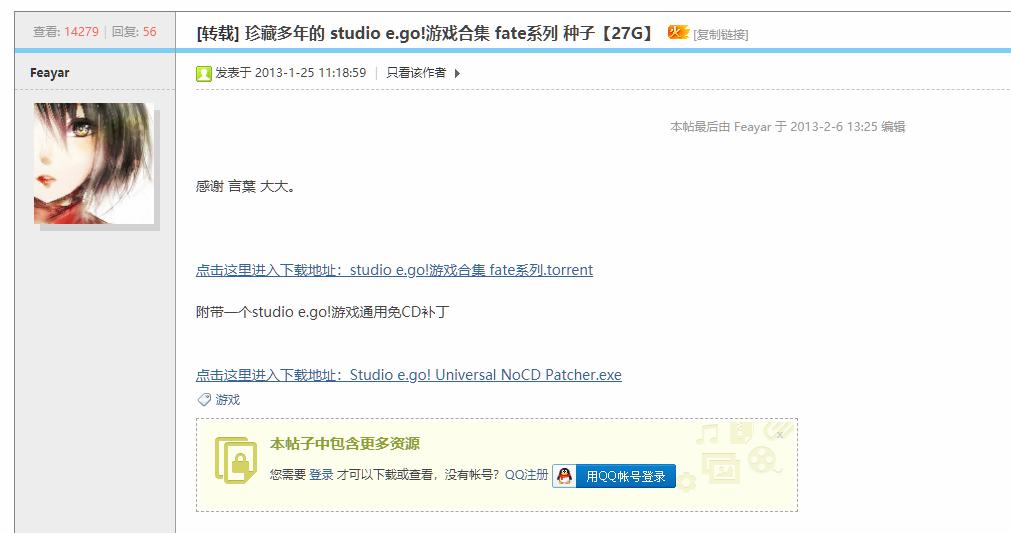 查看: 14279 | 回复: 56
[转载] 珍藏多年的 studio e.go!游戏合集 fate系列 种子【27G】 火 [复制链接]
Feayar
发表于 2013-1-25 11:18:59 | 只看该作者
本帖最后由 Feayar 于 2013-2-6 13:25 编辑
感谢 言葉 大大。
点击这里进入下载地址：studio e.go!游戏合集 fate系列.torrent
附带一个studio e.go!游戏通用免CD补丁
点击这里进入下载地址：Studio e.go! Universal NoCD Patcher.exe
游戏
本帖子中包含更多资源
x
您需要 登录 才可以下载或查看，没有帐号？QQ注册 用QQ帐号登录